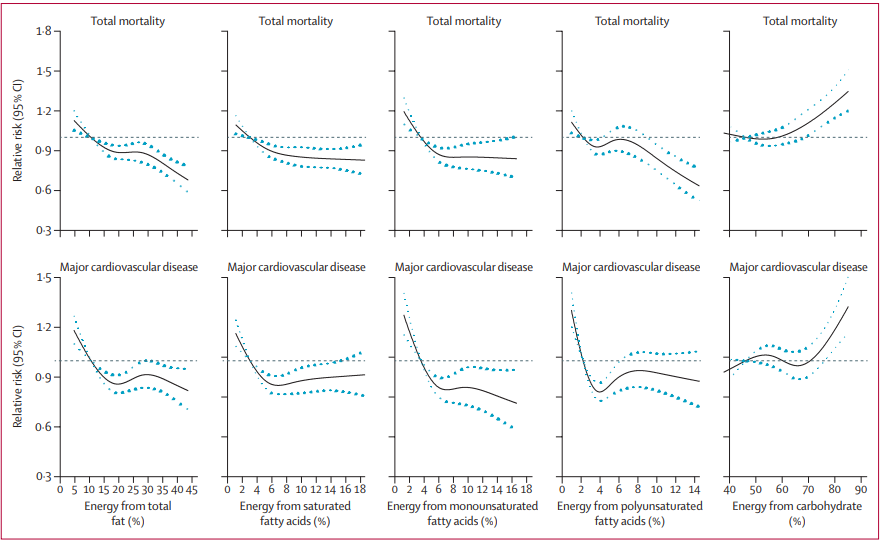 Total mortality Total mortality Total mortality Total mortality Total mortality
1·8
1·5
1·2
0·9
0·6
0·3
Relative risk (95% CI)
Major cardiovascular disease Major cardiovascular disease Major cardiovascular disease Major cardiovascular disease Major cardiovascular disease
1·5
1·2
0·9
0·6
0·3
Relative risk (95% CI)
0 5 10 15 20 25 30 35 40 45
Energy from total
fat (%)
0 2 4 6 8 10 12 14 16 18
Energy from saturated
fatty acids (%)
0 2 4 6 8 10 12 14 16 18
Energy from monounsaturated
fatty acids (%)
0 2 4 6 8 10 12 14
Energy from polyunsaturated
fatty acids (%)
40 50 60 70 80 90
Energy from carbohydrate
(%)